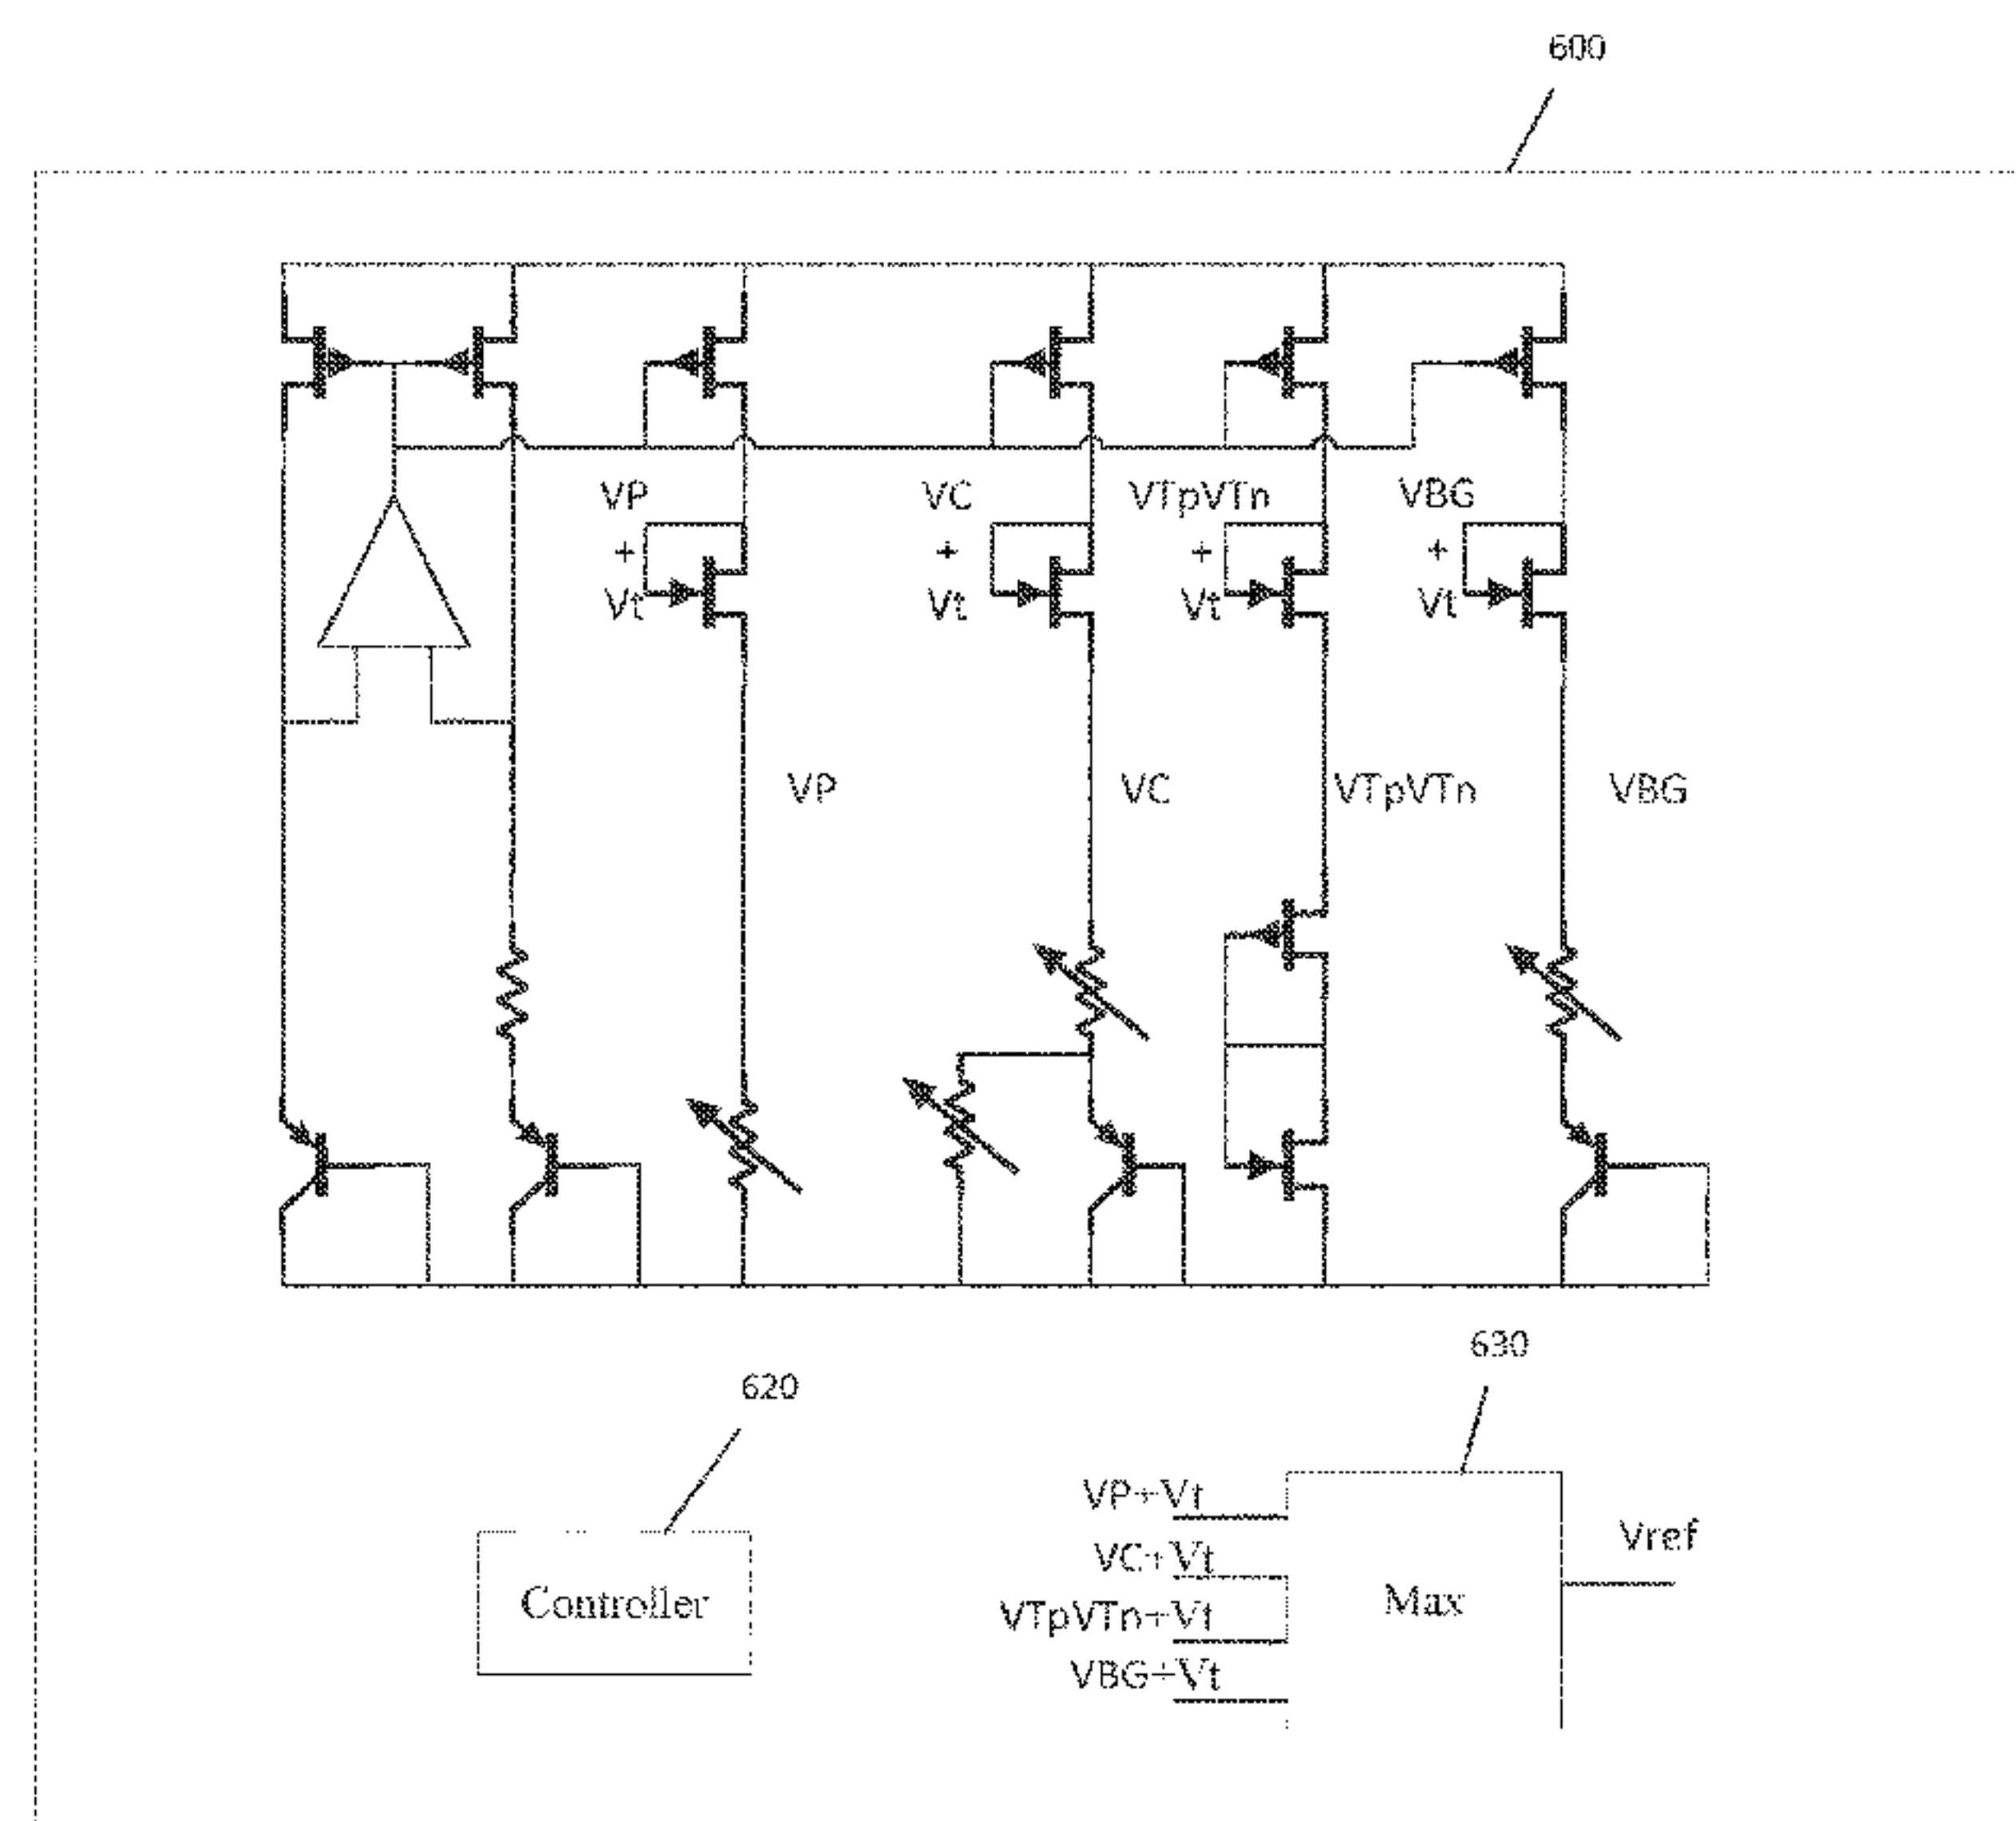 600
VP VC VTpVTn VBG
+ + + +
Vt Vt Vt Vt
VP VC VTpVTn VBG
630
620
VP+Vt
Vref
VC+Vt
Controller
Max
VTpVTn+Vt
VBG+Vt